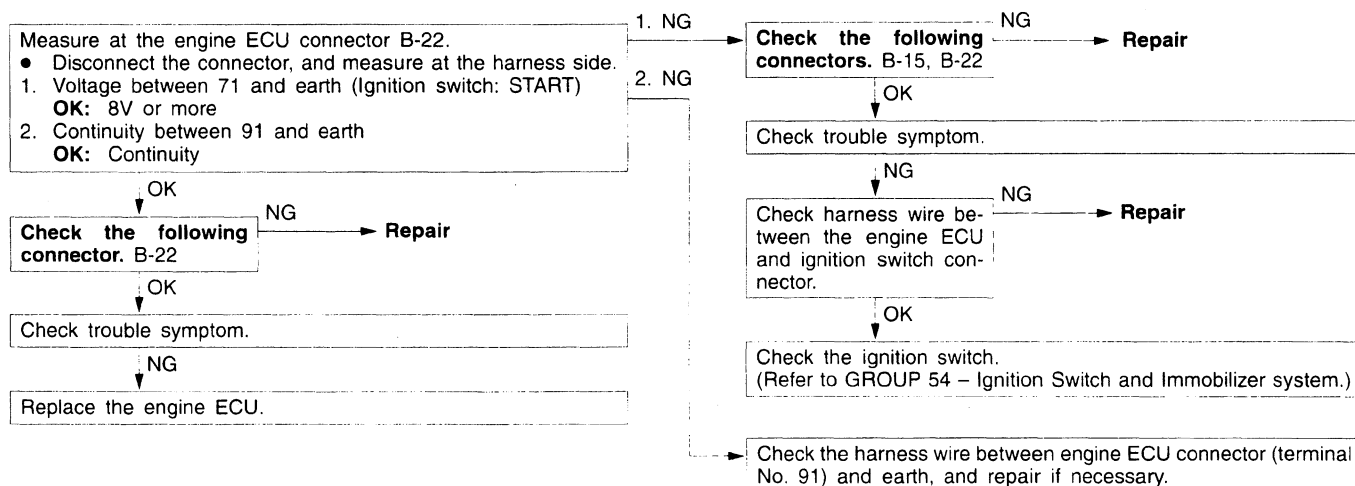 Measure at the engine ECU connector B-22.
● Disconnect the connector, and measure at the harness side.
1. Voltage between 71 and earth (Ignition switch: START)
OK: 8V or more
2. Continuity between 91 and earth
OK: Continuity
OK
Check the following
connector. B-22
NG
Repair
OK
Check trouble symptom.
NG
Replace the engine ECU.
1. NG
2. NG
Check the following
connectors. B-15, B-22
NG
Repair
OK
Check trouble symptom.
NG
Check harness wire be-
tween the engine ECU
and ignition switch con-
nector.
NG
Repair
OK
Check the ignition switch.
(Refer to GROUP 54 – Ignition Switch and Immobilizer system.)
Check the harness wire between engine ECU connector (terminal
No. 91) and earth, and repair if necessary.